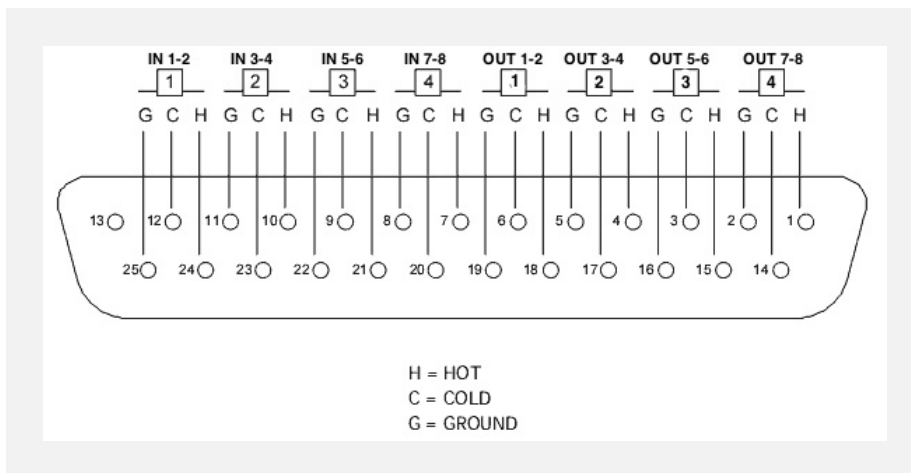 IN 1-2 IN 3-4 IN 5-6 IN 7-8 OUT 1-2 OUT 3-4 OUT 5-6 OUT 7-8
1 2 3 4 1 2 3 4
G C H G C H G C H G C H G C H G C H G C H G C H
13 12 11 10 9 8 7 6 5 4 3 2 1
25 24 23 22 21 20 19 18 17 16 15 14
H = HOT
C = COLD
G = GROUND